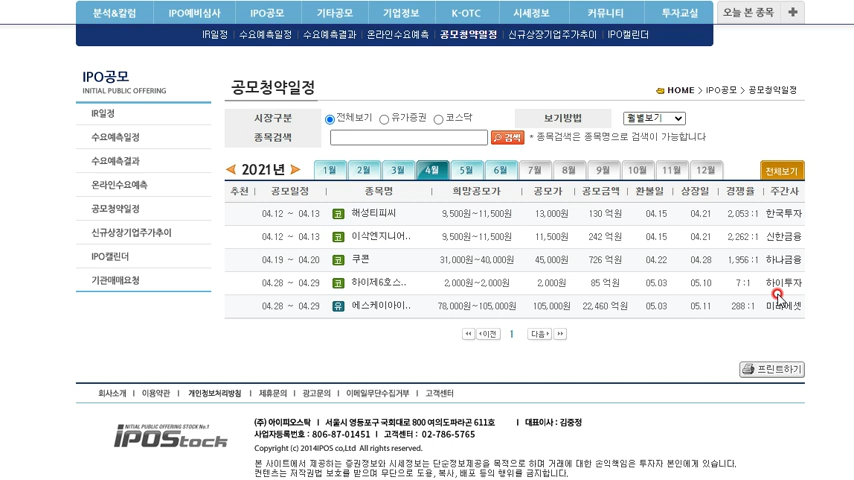 분석&칼럼 IPO예비심사 IPO공모 기타공모 기업정보 K-OTC 시세정보 커뮤니티 투자교실 오늘 본 종목
IR일정 수요예측일정 수요예측결과 온라인수요예측 공모청약일정 신규상장기업주가추이 IPO캘린더
IPO공모
INITIAL PUBLIC OFFERING
IR일정
수요예측일정
수요예측결과
온라인수요예측
공모청약일정
신규상장기업주가추이
IPO캘린더
기관매매요청
공모청약일정
HOME > IPO공모 > 공모청약일정
시장구분 전체보기 유가증권 코스닥 보기방법 월별보기
종목검색 검색 * 종목검색은 종목명으로 검색이 가능합니다
2021년 1월 2월 3월 4월 5월 6월 7월 8월 9월 10월 11월 12월 전체보기
추천 공모일정 종목명 희망공모가 공모가 공모금액 환불일 상장일 경쟁률 주간사
04.12 ~ 04.13 코 해성티피씨 9,500원~11,500원 13,000원 130 억원 04.15 04.21 2,053 :1 한국투자
04.12 ~ 04.13 코 이삭엔지니어.. 9,500원~11,500원 11,500원 242 억원 04.15 04.21 2,262 :1 신한금융
04.19 ~ 04.20 코 쿠콘 31,000원~40,000원 45,000원 726 억원 04.22 04.28 1,956 :1 하나금융
04.28 ~ 04.29 코 하이제6호스.. 2,000원~2,000원 2,000원 85 억원 05.03 05.10 7 :1 하이투자
04.28 ~ 04.29 유 에스케이아이.. 78,000원~105,000원 105,000원 22,460 억원 05.03 05.11 288 :1 미래에셋
이전 1 다음
프린트하기
회사소개 이용약관 개인정보처리방침 제휴문의 광고문의 이메일무단수집거부 고객센터
INITIAL PUBLIC OFFERING STOCK No.1
IPOStock
(주) 아이피오스탁 서울시 영등포구 국회대로 800 여의도파라곤 611호 대표이사 : 김중정
사업자등록번호 : 806-87-01451 고객센터 : 02-786-5765
Copyright (c) 2014IPOS co,Ltd All rights reserved.
본 사이트에서 제공하는 증권정보와 시세정보는 단순정보제공을 목적으로 하며 거래에 대한 손익책임은 투자자 본인에게 있습니다.
컨텐츠는 저작권법 보호를 받으며 무단으로 도용, 복사, 배포 등의 행위를 금지합니다.